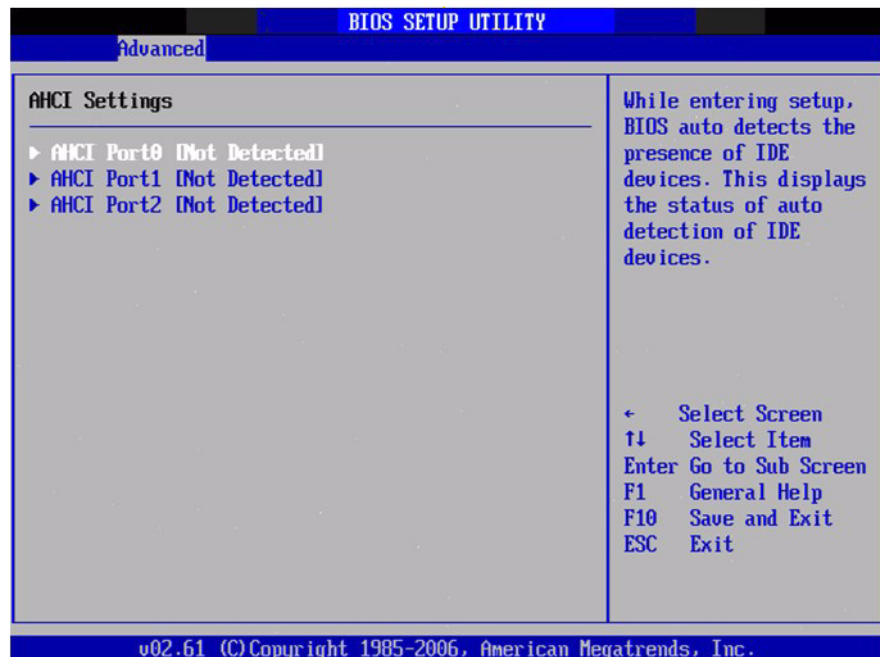 BIOS SETUP UTILITY
Advanced
AHCI Settings
▶ AHCI Port0 [Not Detected]
▶ AHCI Port1 [Not Detected]
▶ AHCI Port2 [Not Detected]
While entering setup,
BIOS auto detects the
presence of IDE
devices. This displays
the status of auto
detection of IDE
devices.
← Select Screen
↑↓ Select Item
Enter Go to Sub Screen
F1 General Help
F10 Save and Exit
ESC Exit
v02.61 (C)Copyright 1985-2006, American Megatrends, Inc.